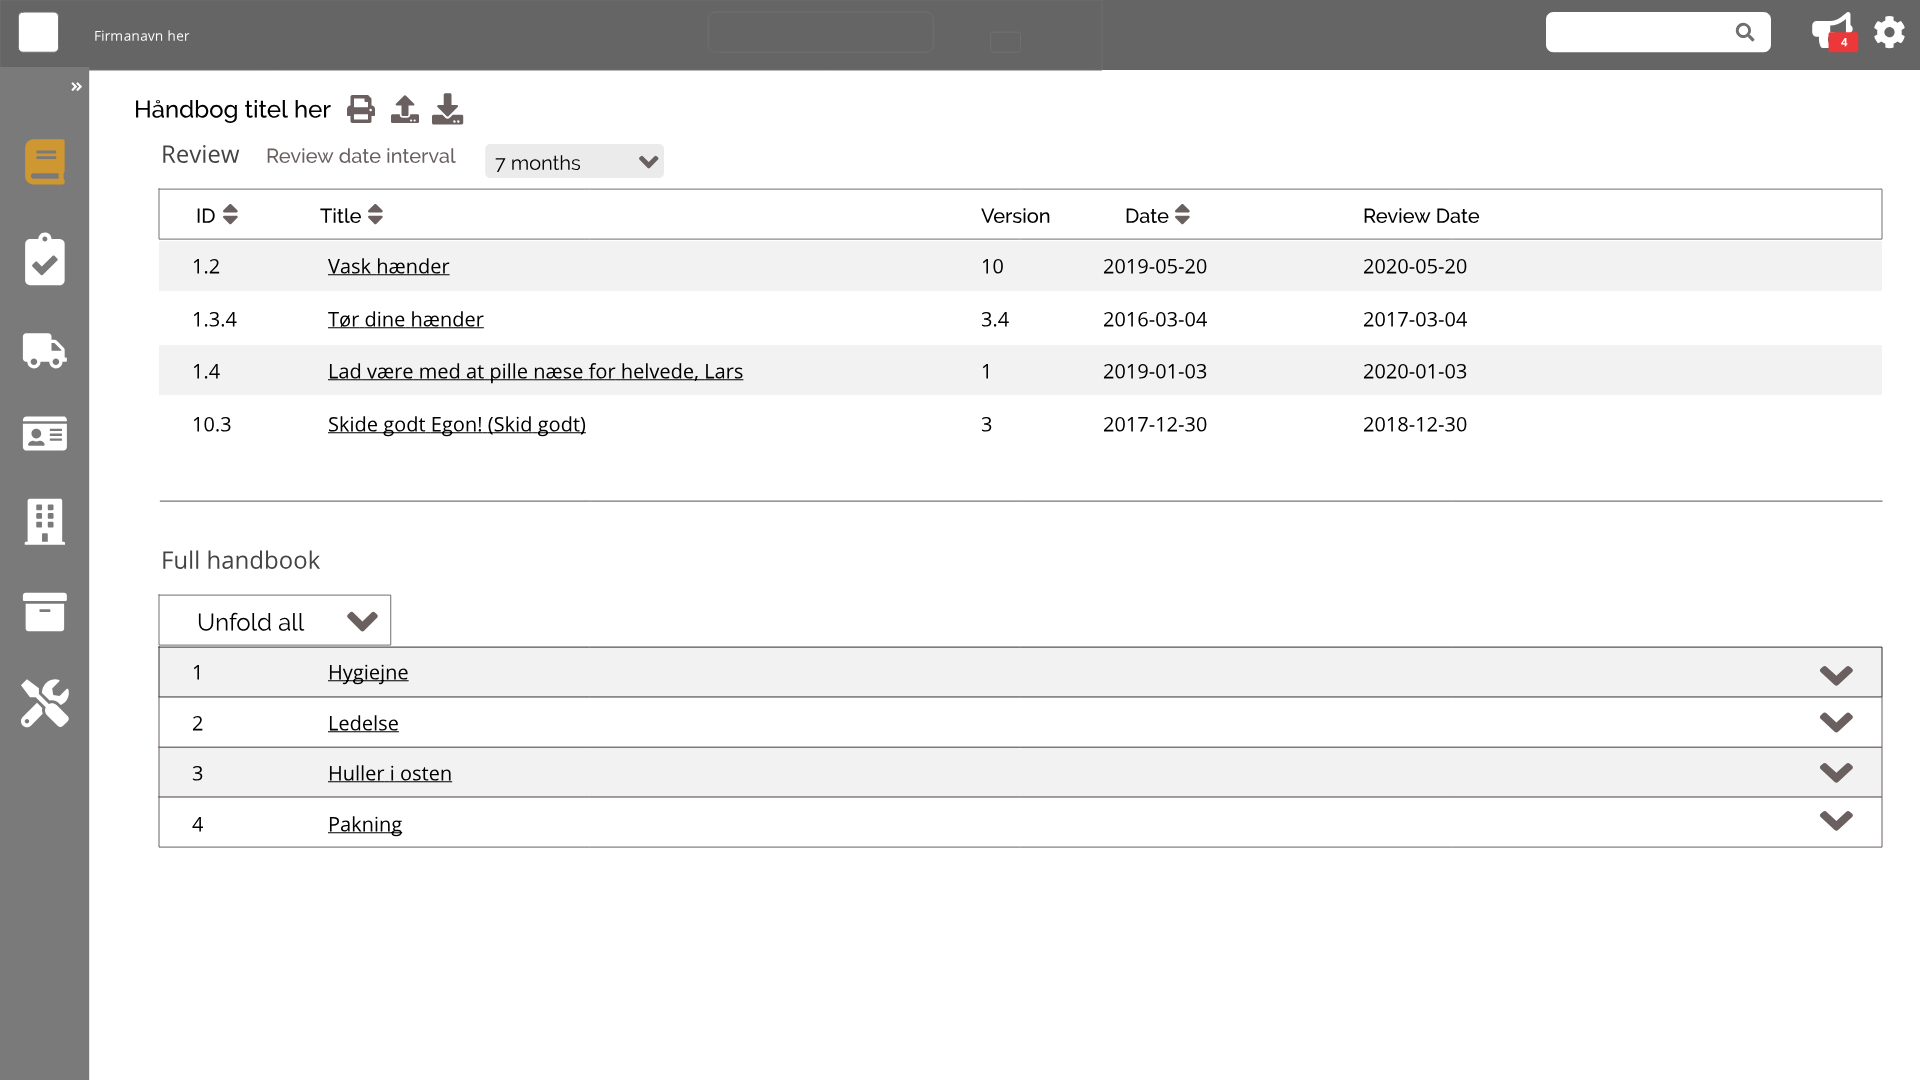 Firmanavn her
4
»
Håndbog titel her
Review Review date interval 7 months
ID Title Version Date Review Date
1.2 Vask hænder 10 2019-05-20 2020-05-20
1.3.4 Tør dine hænder 3.4 2016-03-04 2017-03-04
1.4 Lad være med at pille næse for helvede, Lars 1 2019-01-03 2020-01-03
10.3 Skide godt Egon! (Skid godt) 3 2017-12-30 2018-12-30
Full handbook
Unfold all
1 Hygiejne
2 Ledelse
3 Huller i osten
4 Pakning